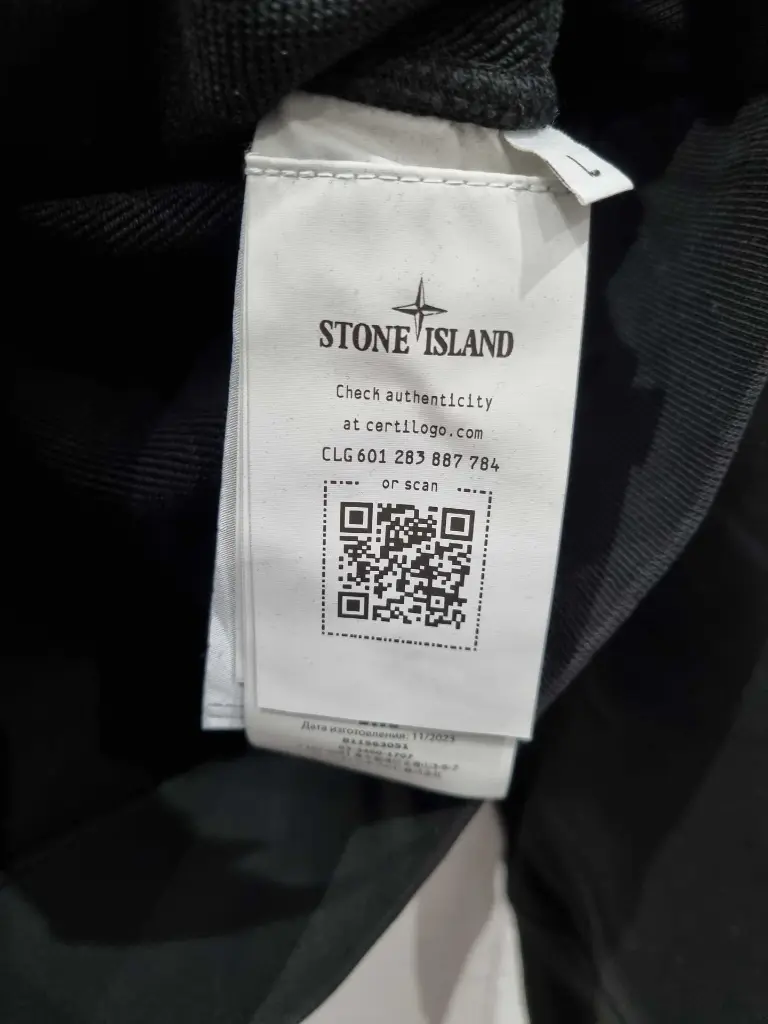 L
STONE ISLAND
Check authenticity
at certilogo.com
CLG 601 283 887 784
or scan
Дата изготовления: 11/2023